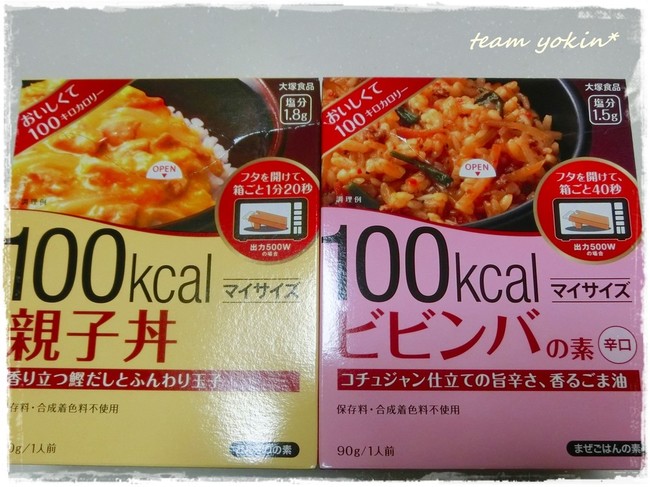 team yokin*
おいしくて
100キロカロリー
大塚食品
塩分
1.8g
OPEN
フタを開けて、
箱ごと1分20秒
調理例
出力500W
の場合
100kcal
マイサイズ
親子丼
香り立つ鰹だしとふんわり玉子
保存料・合成着色料不使用
0g/1人前
おいしくて
100キロカロリー
大塚食品
塩分
1.5g
OPEN
フタを開けて、
箱ごと40秒
調理例
出力500W
の場合
100kcal
マイサイズ
ビビンバの素
辛口
コチュジャン仕立ての旨辛さ、香るごま油
保存料・合成着色料不使用
90g/1人前
まぜごはんの素